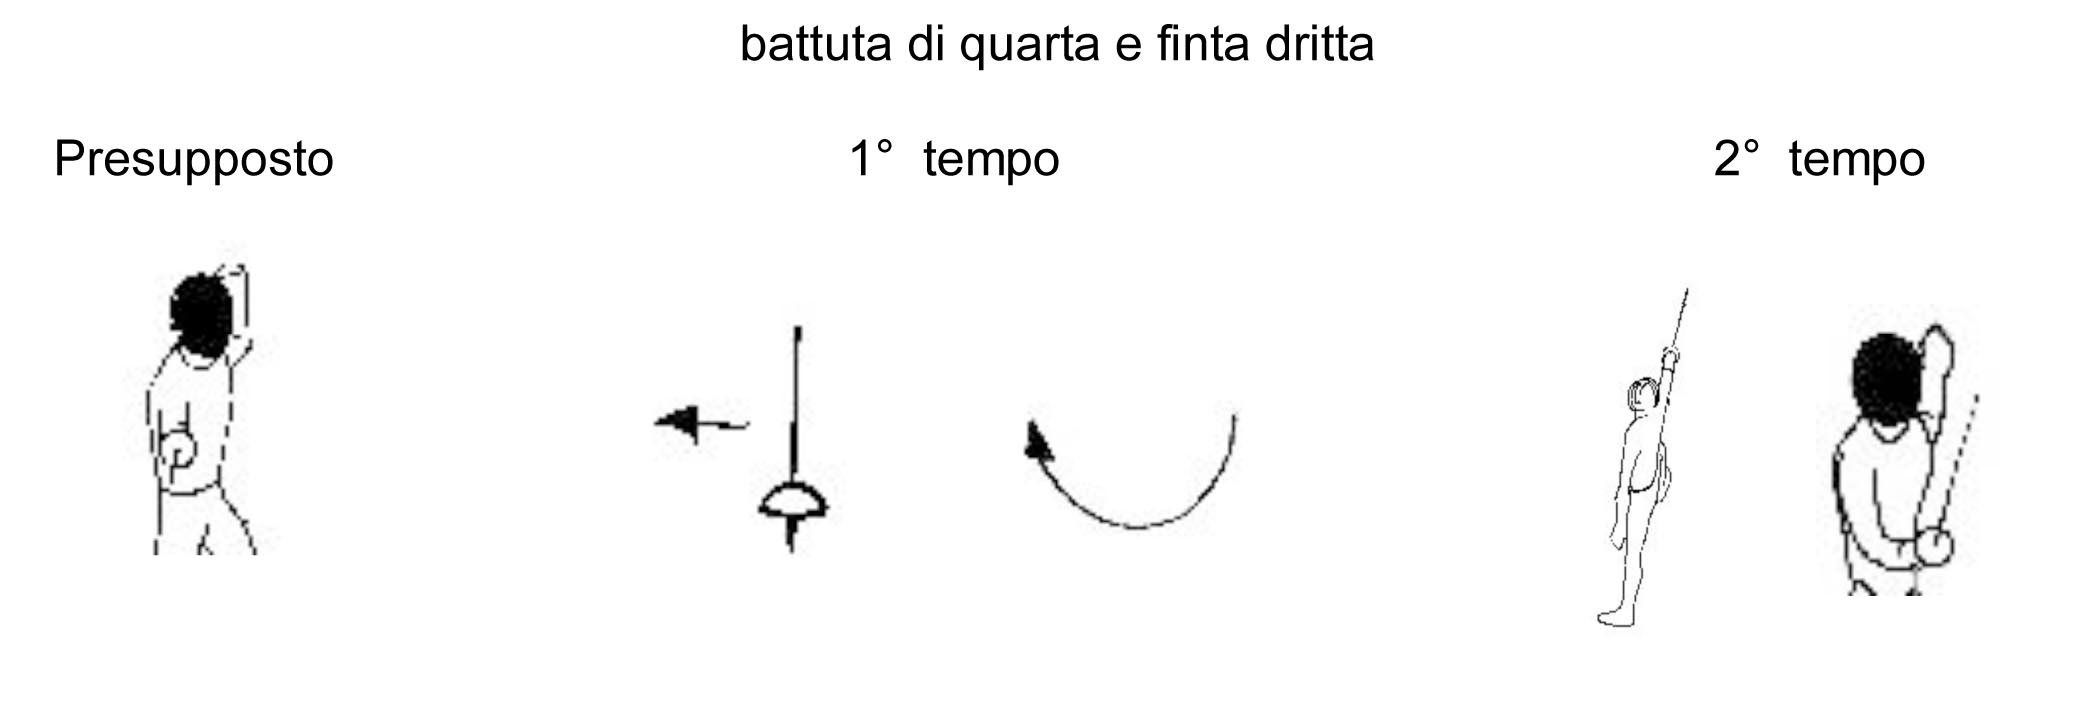 battuta di quarta e finta dritta
Presupposto 1° tempo 2° tempo